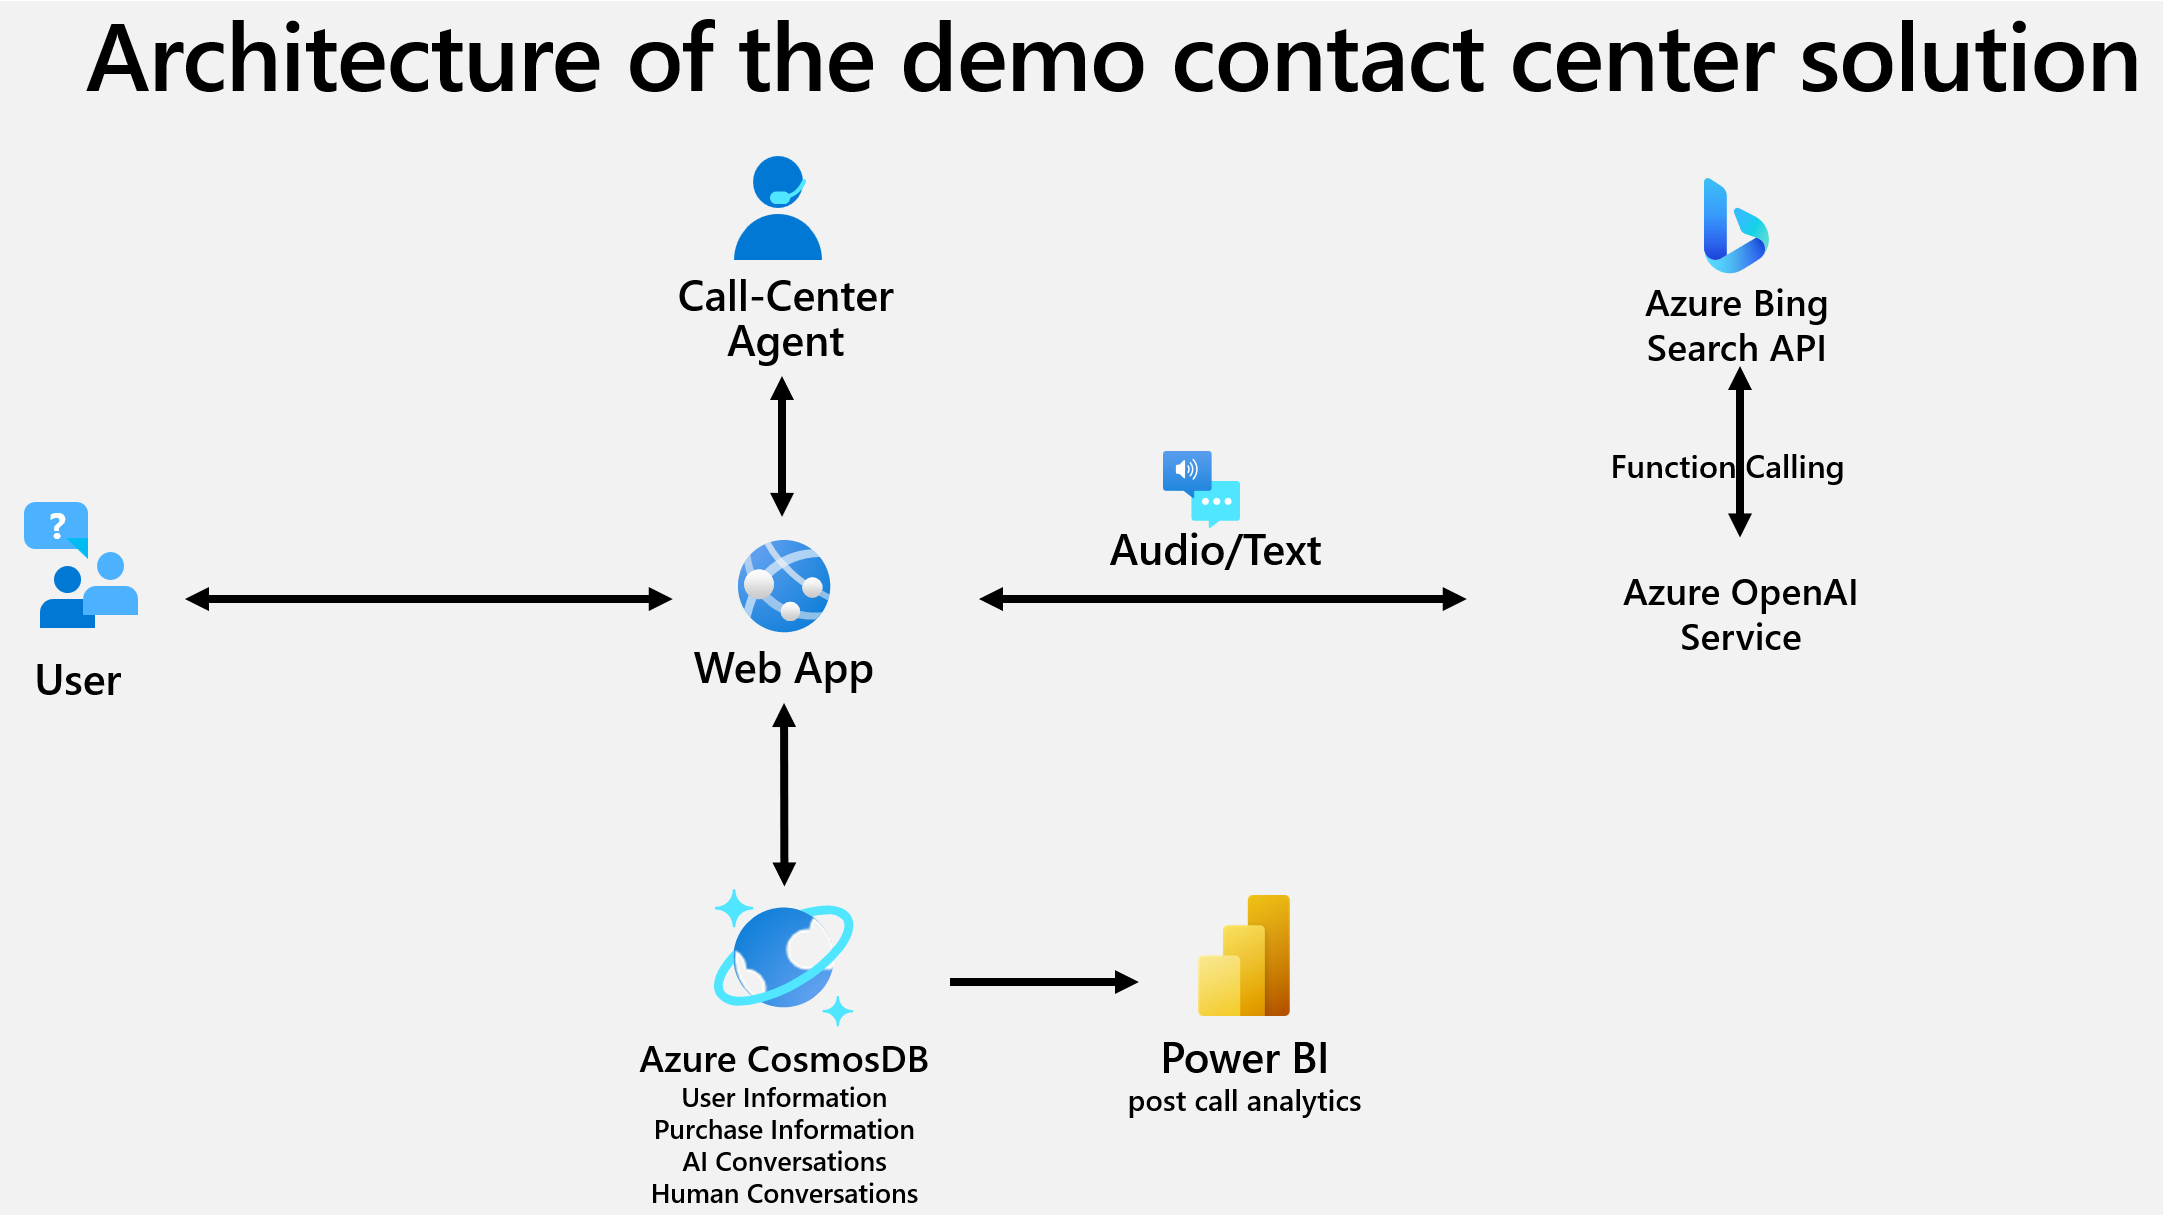 Architecture of the demo contact center solution
Call-Center
Agent
Azure Bing
Search API
Function Calling
?
Audio/Text
User
Web App
Azure OpenAI
Service
Azure CosmosDB
User Information
Purchase Information
AI Conversations
Human Conversations
Power BI
post call analytics